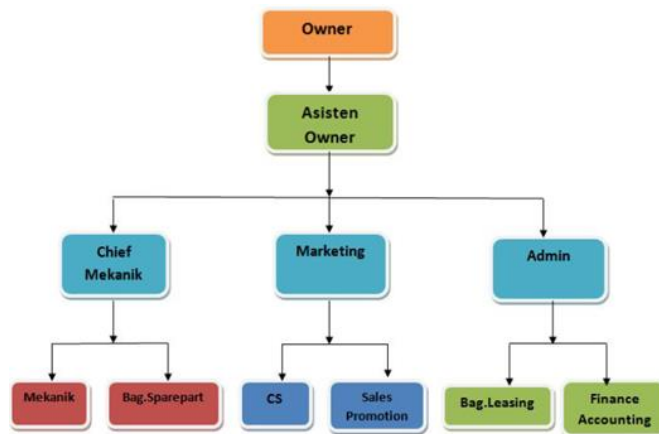 Owner
Asisten
Owner
Chief
Mekanik
Marketing
Admin
Mekanik
Bag.Sparepart
CS
Sales
Promotion
Bag.Leasing
Finance
Accounting